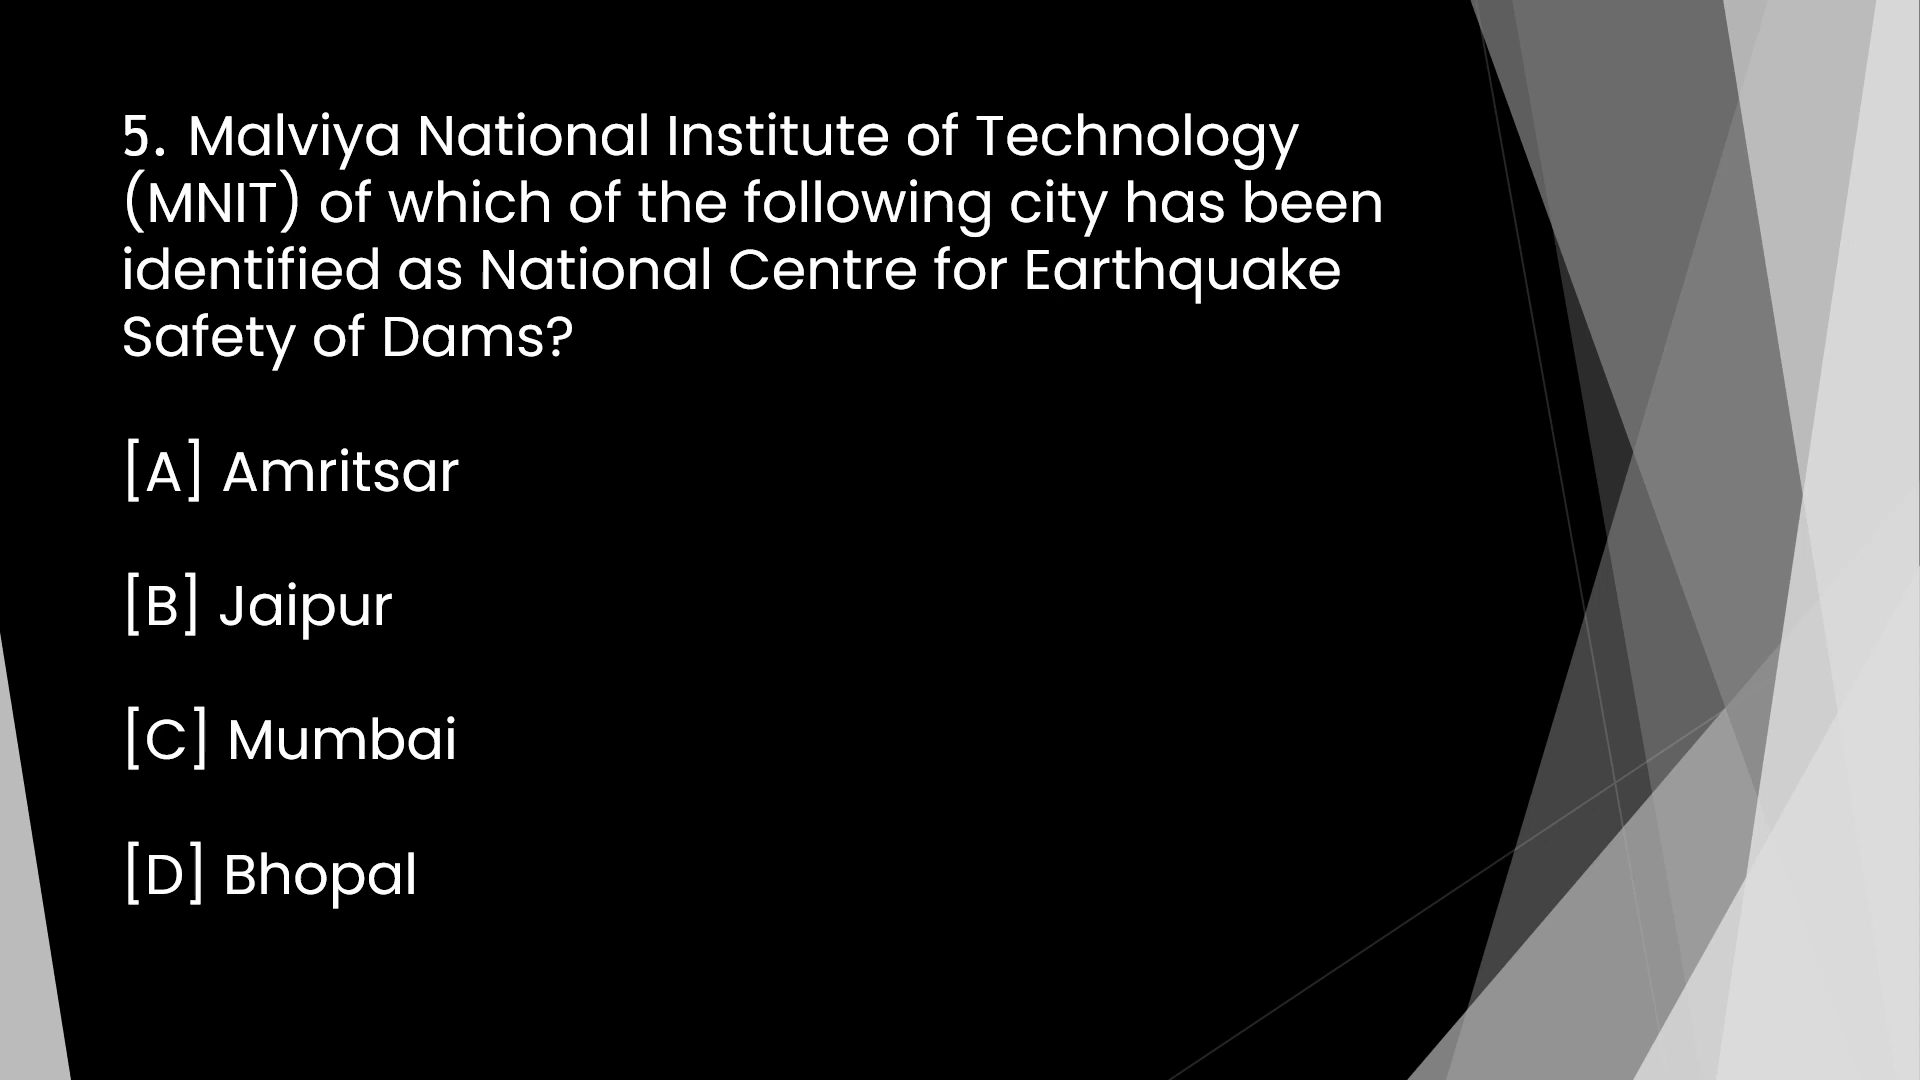 5. Malviya National Institute of Technology
(MNIT) of which of the following city has been
identified as National Centre for Earthquake
Safety of Dams?
[A] Amritsar
[B] Jaipur
[C] Mumbai
[D] Bhopal